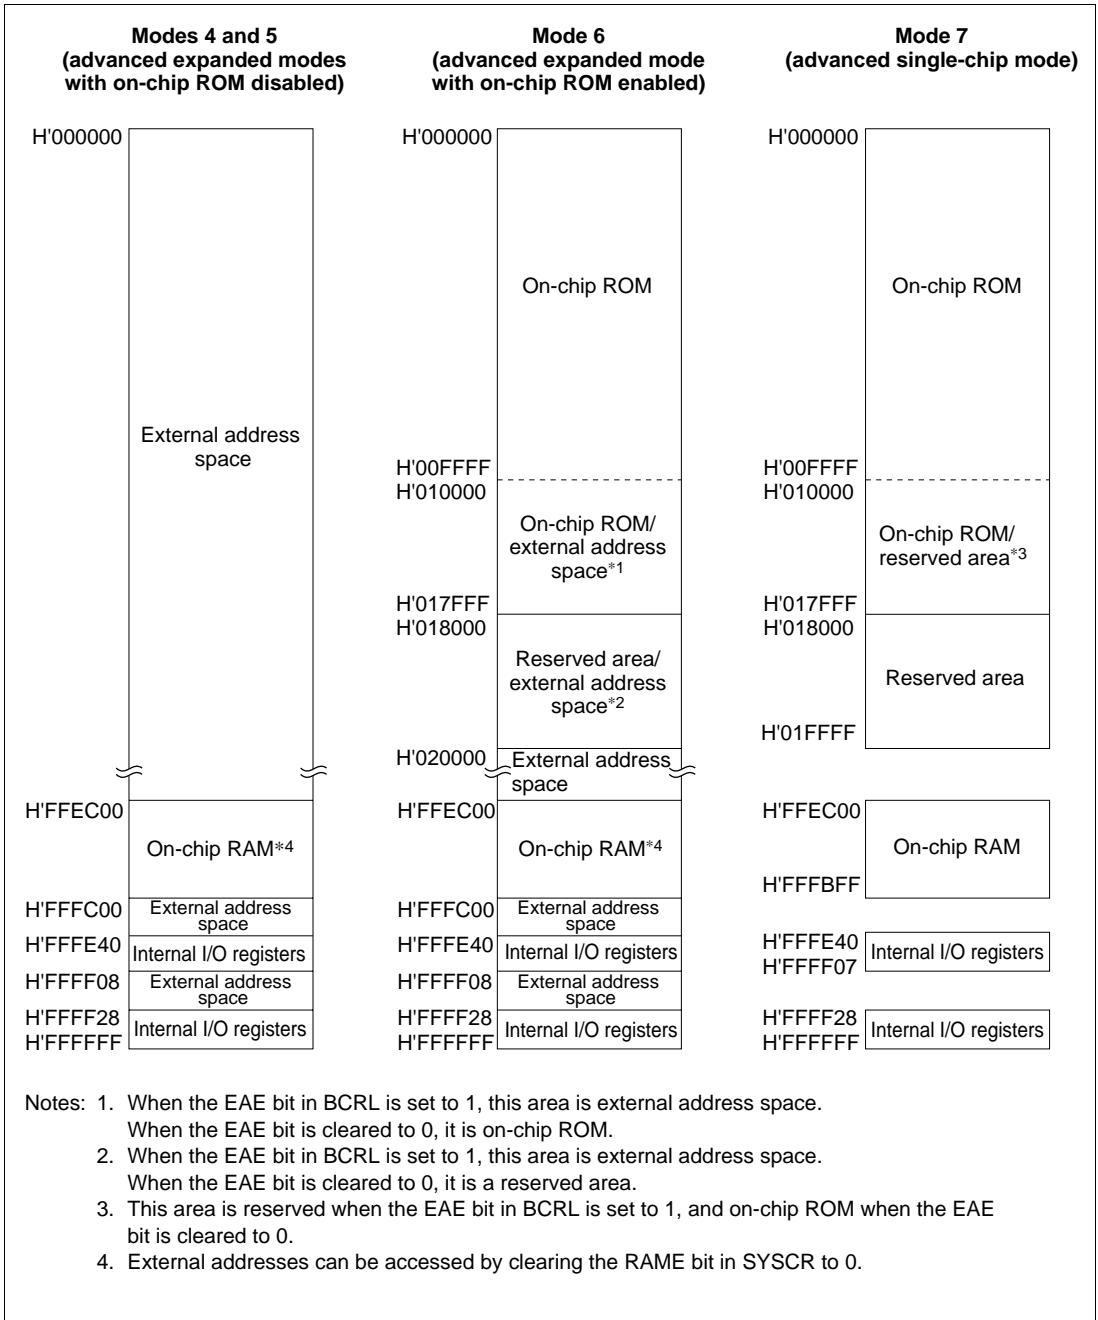 Modes 4 and 5
(advanced expanded modes
with on-chip ROM disabled)
H'000000
External address
space
H'FFEC00
On-chip RAM*4
H'FFFC00
External address
space
H'FFFE40
Internal I/O registers
H'FFFF08
External address
space
H'FFFF28
Internal I/O registers
H'FFFFFF
Mode 6
(advanced expanded mode
with on-chip ROM enabled)
H'000000
On-chip ROM
H'00FFFF
H'010000
On-chip ROM/
external address
space*1
H'017FFF
H'018000
Reserved area/
external address
space*2
H'020000
External address
space
H'FFEC00
On-chip RAM*4
H'FFFC00
External address
space
H'FFFE40
Internal I/O registers
H'FFFF08
External address
space
H'FFFF28
Internal I/O registers
H'FFFFFF
Mode 7
(advanced single-chip mode)
H'000000
On-chip ROM
H'00FFFF
H'010000
On-chip ROM/
reserved area*3
H'017FFF
H'018000
Reserved area
H'01FFFF
H'FFEC00
On-chip RAM
H'FFFBFF
H'FFFE40
Internal I/O registers
H'FFFF07
H'FFFF28
Internal I/O registers
H'FFFFFF
Notes: 1. When the EAE bit in BCRL is set to 1, this area is external address space.
When the EAE bit is cleared to 0, it is on-chip ROM.
2. When the EAE bit in BCRL is set to 1, this area is external address space.
When the EAE bit is cleared to 0, it is a reserved area.
3. This area is reserved when the EAE bit in BCRL is set to 1, and on-chip ROM when the EAE
bit is cleared to 0.
4. External addresses can be accessed by clearing the RAME bit in SYSCR to 0.